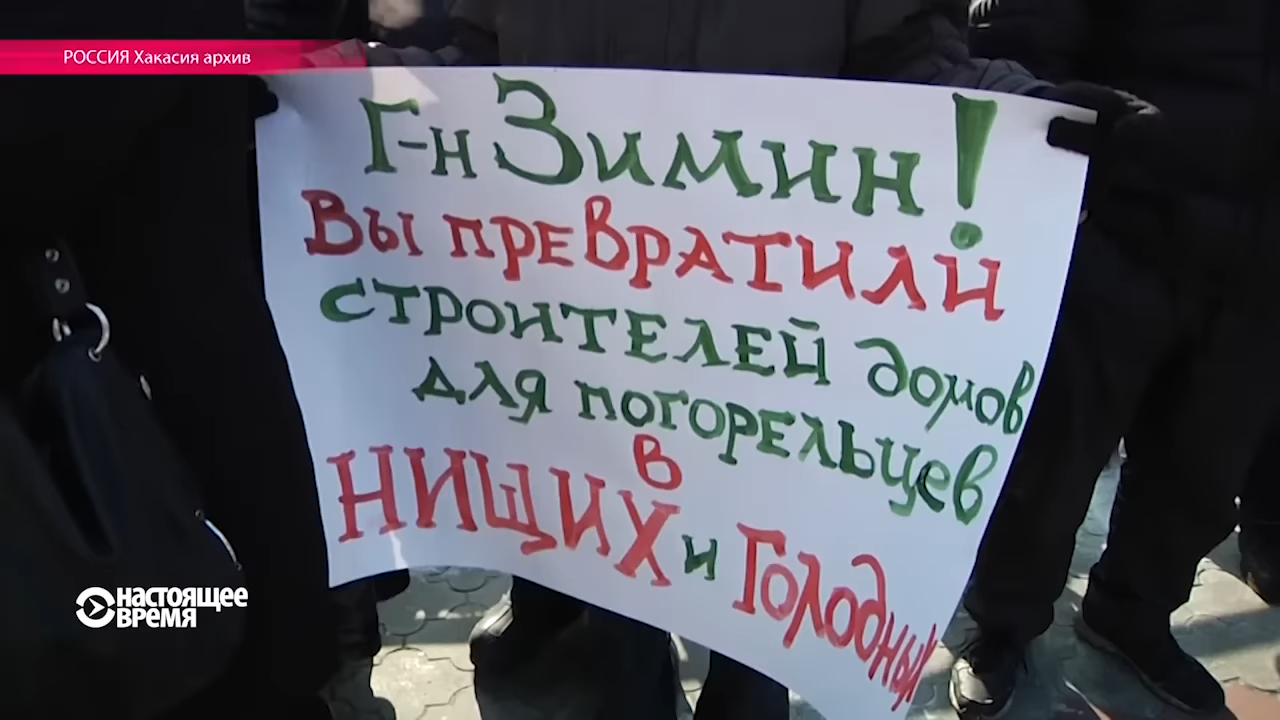 РОССИЯ Хакасия архив
Г-н Зимин!
Вы превратили
строителей домов
для погорельцев
в
нищих и голодных
НАСТОЯЩЕЕ
ВРЕМЯ